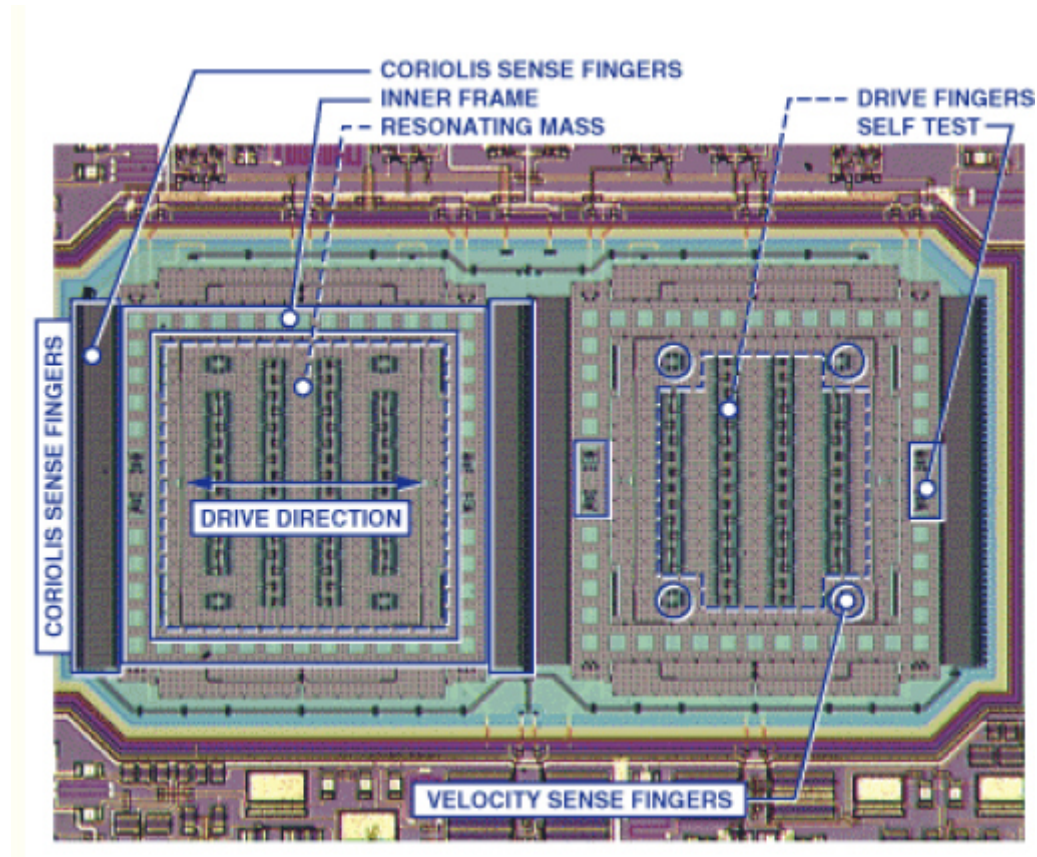 CORIOLIS SENSE FINGERS
INNER FRAME
RESONATING MASS
DRIVE FINGERS
SELF TEST
CORIOLIS SENSE FINGERS
DRIVE DIRECTION
VELOCITY SENSE FINGERS